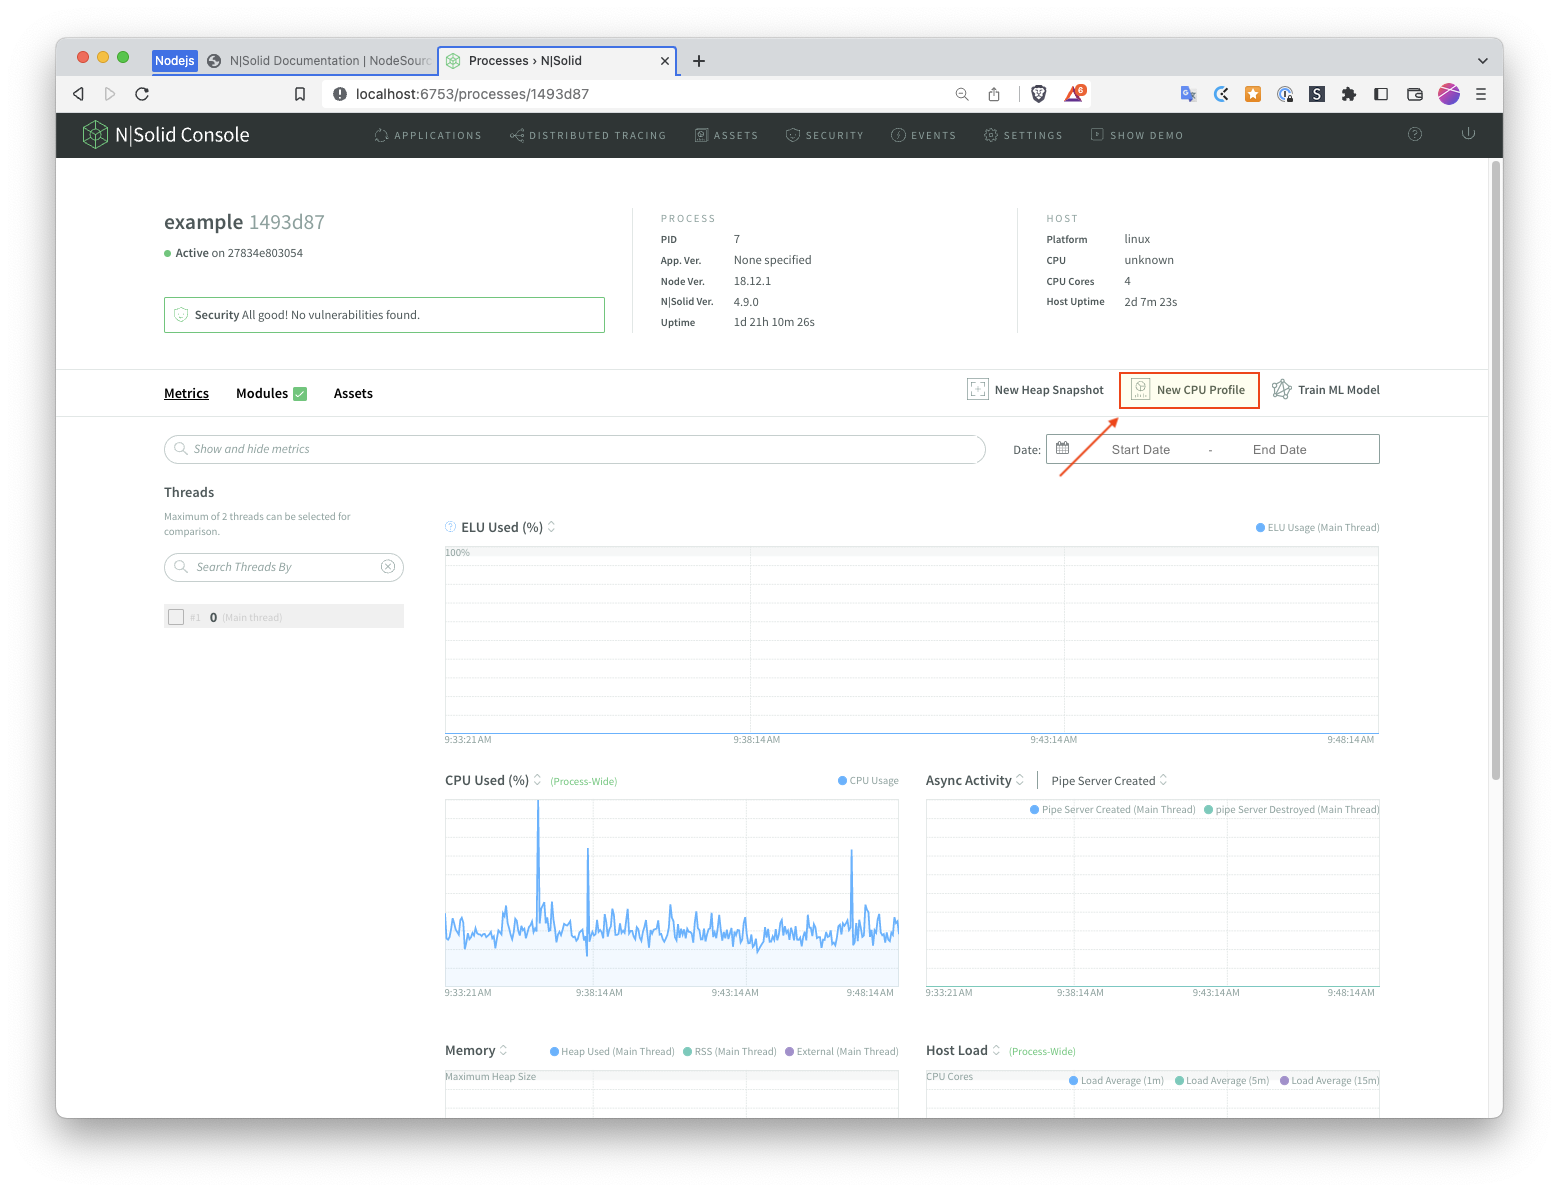 Nodejs
N|Solid Documentation | NodeSour
Processes › N|Solid
localhost:6753/processes/1493d87
6
S
N|Solid Console
APPLICATIONS
DISTRIBUTED TRACING
ASSETS
SECURITY
EVENTS
SETTINGS
SHOW DEMO
example 1493d87
Active on 27834e803054
Security All good! No vulnerabilities found.
PROCESS
PID 7
App. Ver. None specified
Node Ver. 18.12.1
N|Solid Ver. 4.9.0
Uptime 1d 21h 10m 26s
HOST
Platform linux
CPU unknown
CPU Cores 4
Host Uptime 2d 7m 23s
Metrics
Modules
Assets
New Heap Snapshot
New CPU Profile
Train ML Model
Show and hide metrics
Date: Start Date - End Date
Threads
Maximum of 2 threads can be selected for
comparison.
Search Threads By
#1 0 (Main thread)
ELU Used (%)
ELU Usage (Main Thread)
100%
9:33:21 AM 9:38:14 AM 9:43:14 AM 9:48:14 AM
CPU Used (%) (Process-Wide)
CPU Usage
9:33:21 AM 9:38:14 AM 9:43:14 AM 9:48:14 AM
Async Activity | Pipe Server Created
Pipe Server Created (Main Thread) pipe Server Destroyed (Main Thread)
9:33:21 AM 9:38:14 AM 9:43:14 AM 9:48:14 AM
Memory
Heap Used (Main Thread) RSS (Main Thread) External (Main Thread)
Maximum Heap Size
Host Load (Process-Wide)
CPU Cores
Load Average (1m) Load Average (5m) Load Average (15m)